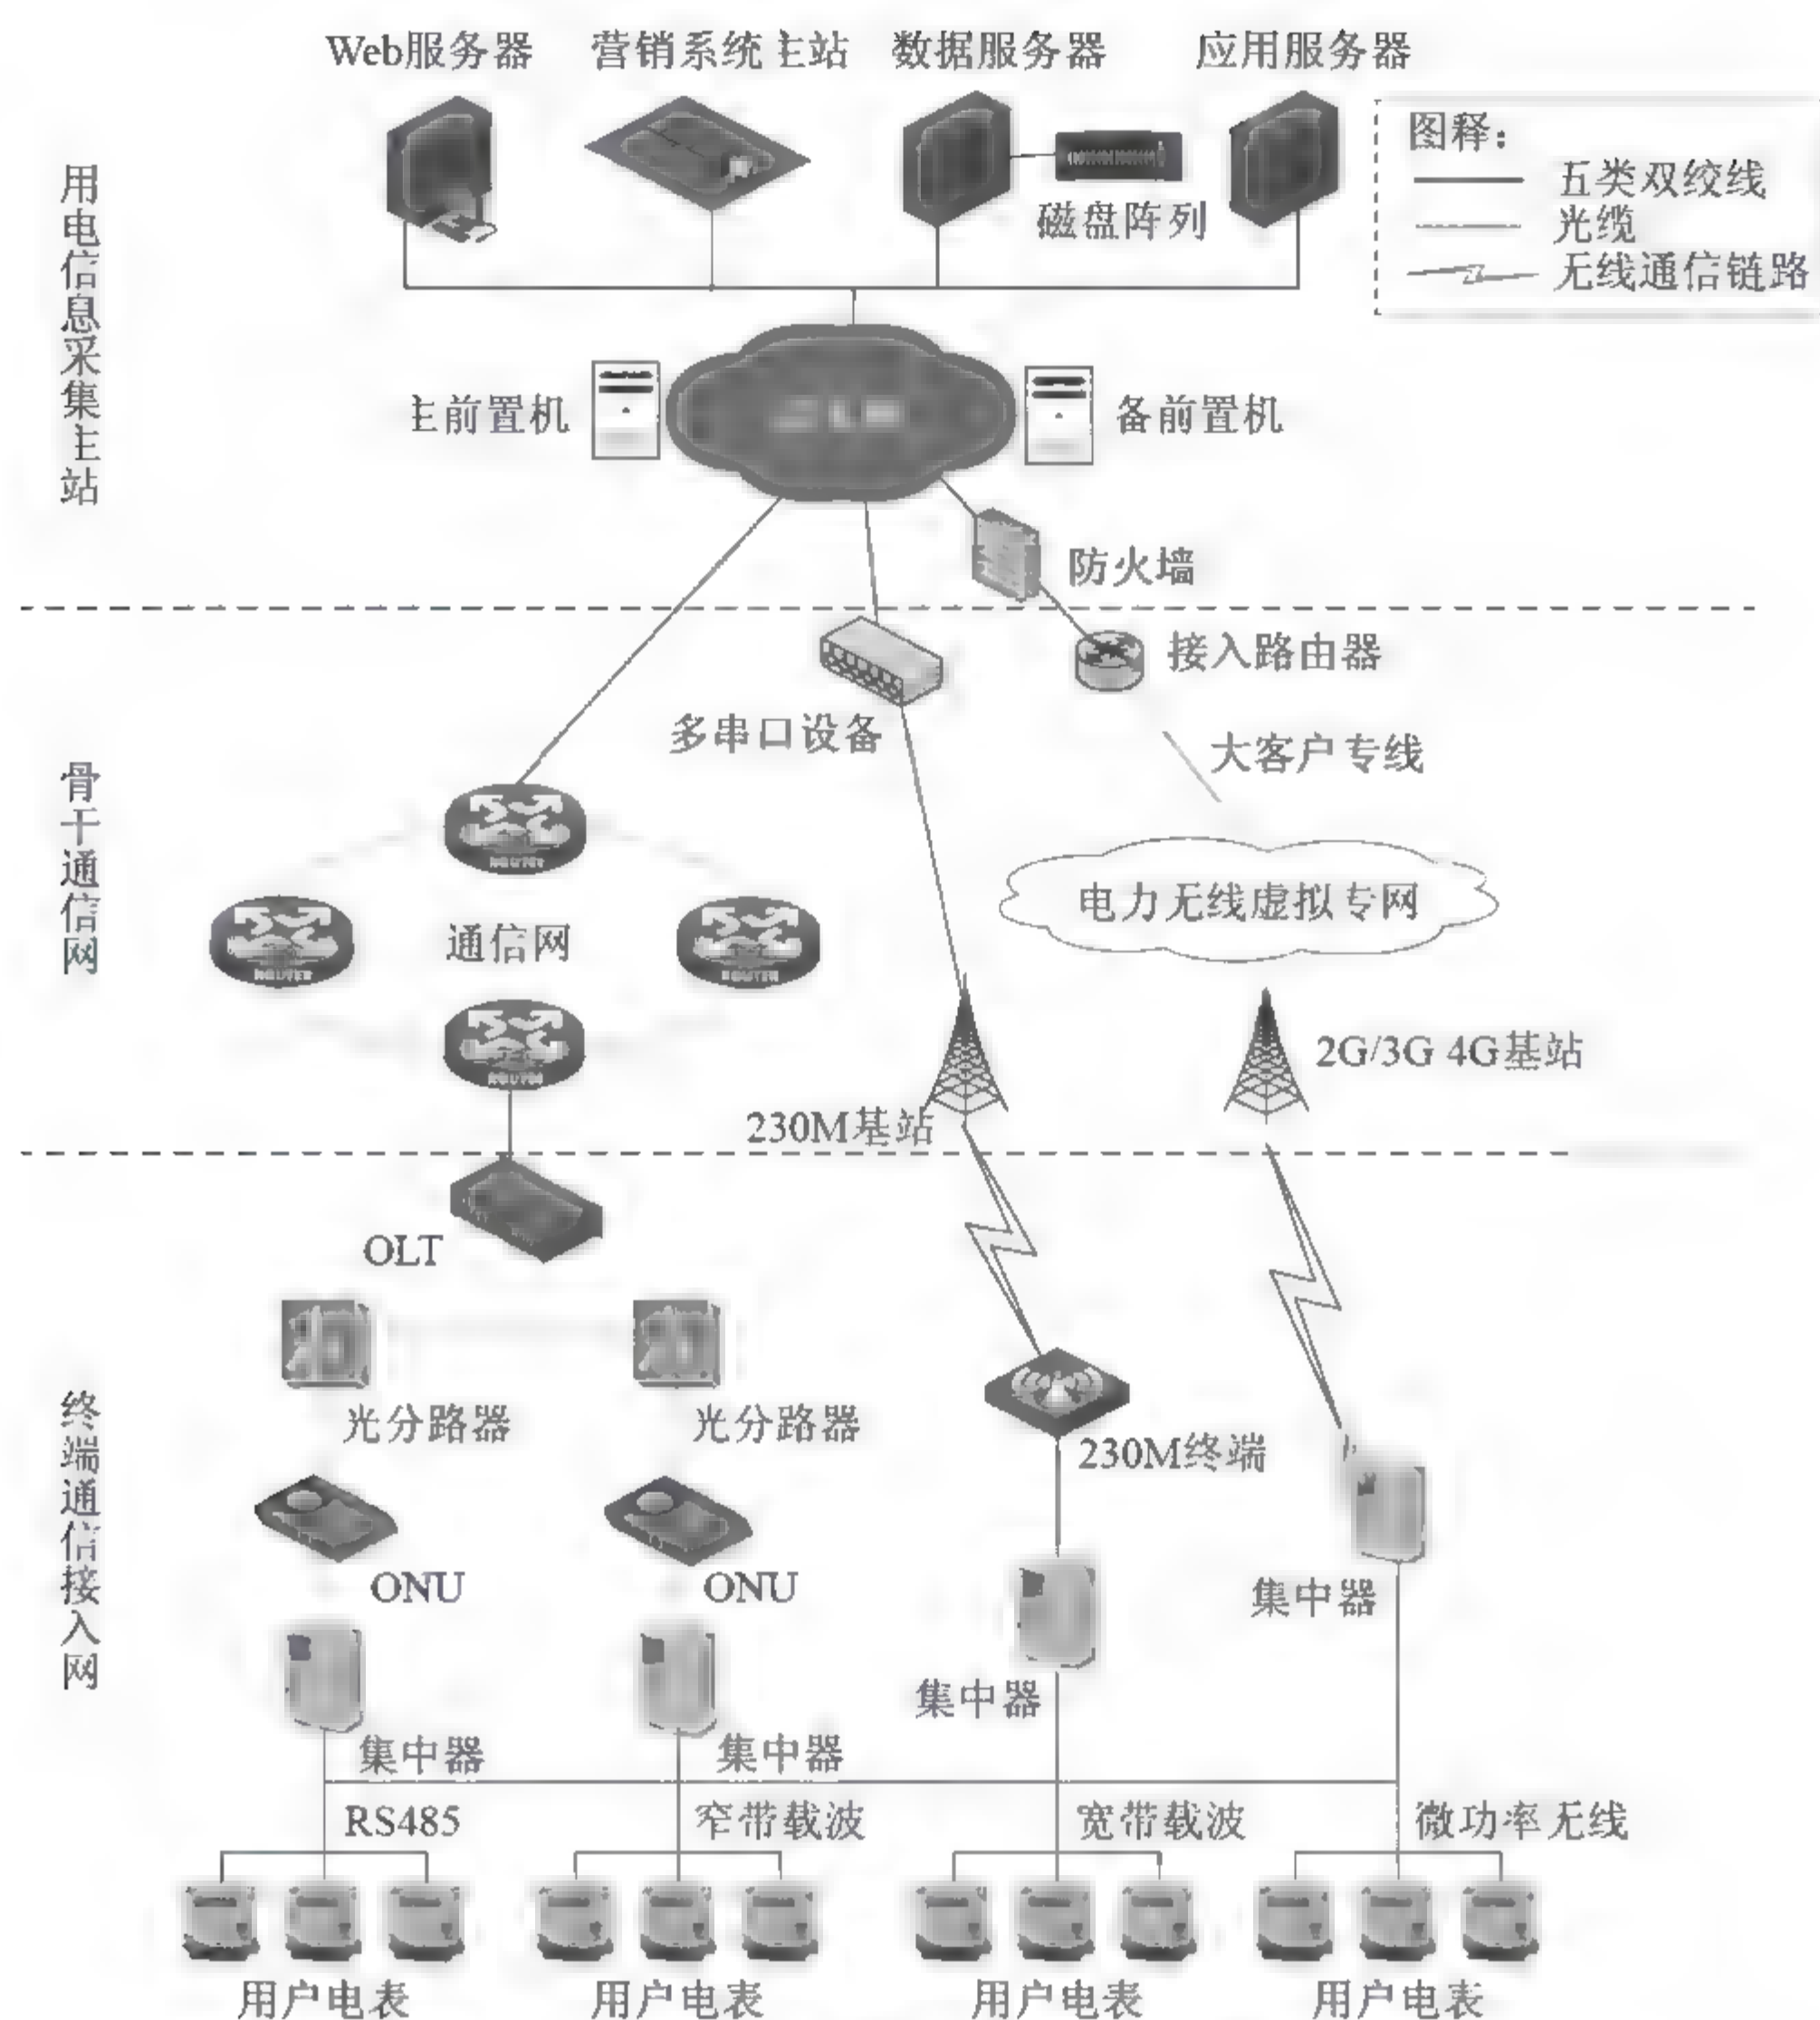 Web服务器
营销系统主站
数据服务器
应用服务器
图释：
五类双绞线
光缆
无线通信链路
磁盘阵列
用电信息采集主站
主前置机
备前置机
防火墙
接入路由器
多串口设备
大客户专线
骨干通信网
通信网
电力无线虚拟专网
ROUTER
ROUTER
ROUTER
ROUTER
2G/3G 4G基站
230M基站
OLT
光分路器
光分路器
230M终端
终端通信接入网
ONU
ONU
集中器
集中器
集中器
集中器
RS485
窄带载波
宽带载波
微功率无线
用户电表
用户电表
用户电表
用户电表